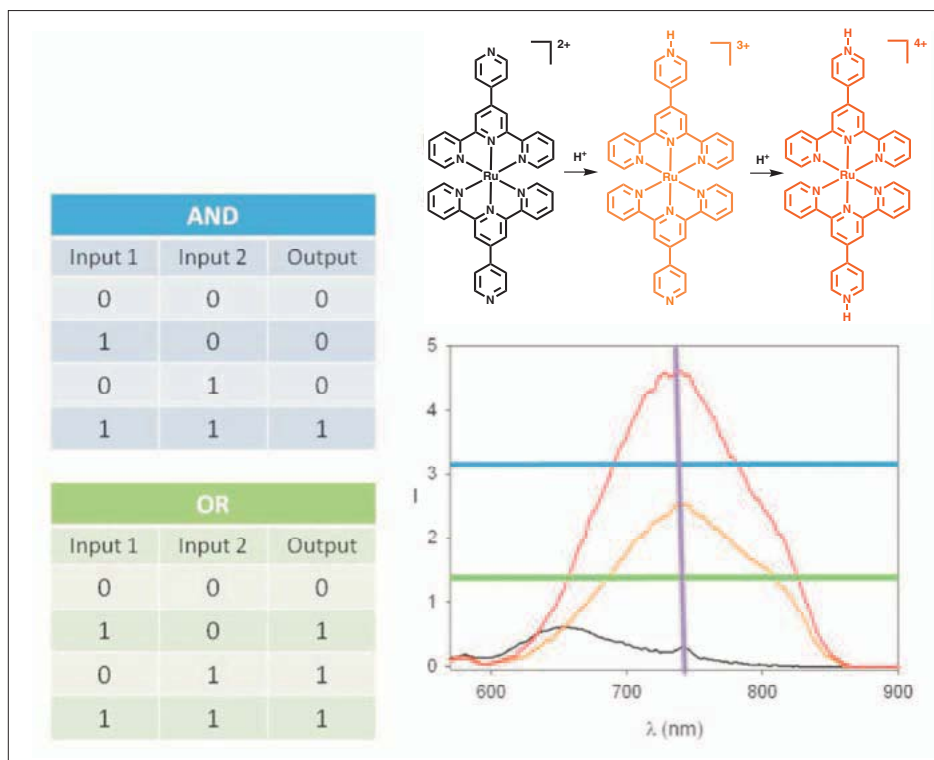 AND
Input 1 Input 2 Output
0 0 0
1 0 0
0 1 0
1 1 1
OR
Input 1 Input 2 Output
0 0 0
1 0 1
0 1 1
1 1 1
N 2+
N
N N
Ru
N N
N
N
H+
H
N 3+
N
N N
Ru
N N
N
N
H+
H
N 4+
N
N N
Ru
N N
N
N
H
5
4
3
I
2
1
0
600 700 800 900
λ (nm)